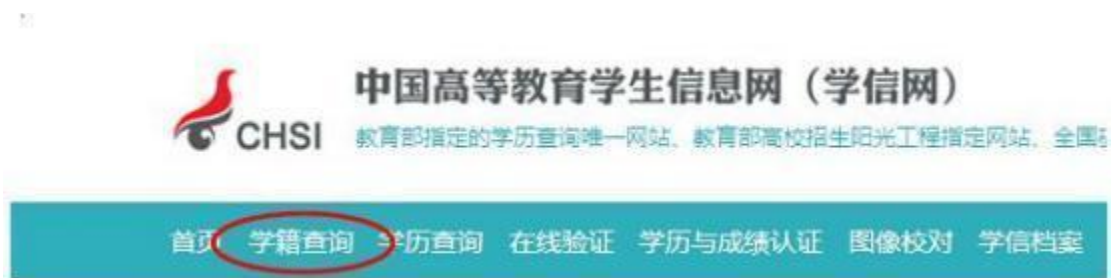 中国高等教育学生信息网（学信网）
CHSI
教育部指定的学历查询唯一网站、教育部高校招生阳光工程指定网站、全国
首页 学籍查询 学历查询 在线验证 学历与成绩认证 图像校对 学信档案